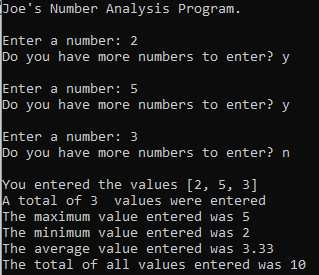 Joe's Number Analysis Program.
Enter a number: 2
Do you have more numbers to enter? y
Enter a number: 5
Do you have more numbers to enter? y
Enter a number: 3
Do you have more numbers to enter? n
You entered the values [2, 5, 3]
A total of 3  values were entered
The maximum value entered was 5
The minimum value entered was 2
The average value entered was 3.33
The total of all values entered was 10